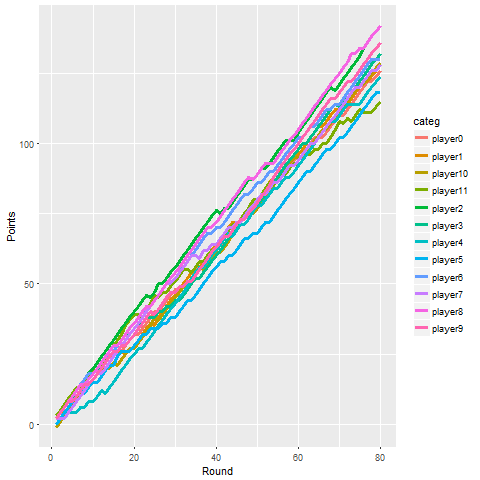 categ
player0
player1
player10
player11
player2
player3
player4
player5
player6
player7
player8
player9
Points
100
50
0
0
20
40
60
80
Round